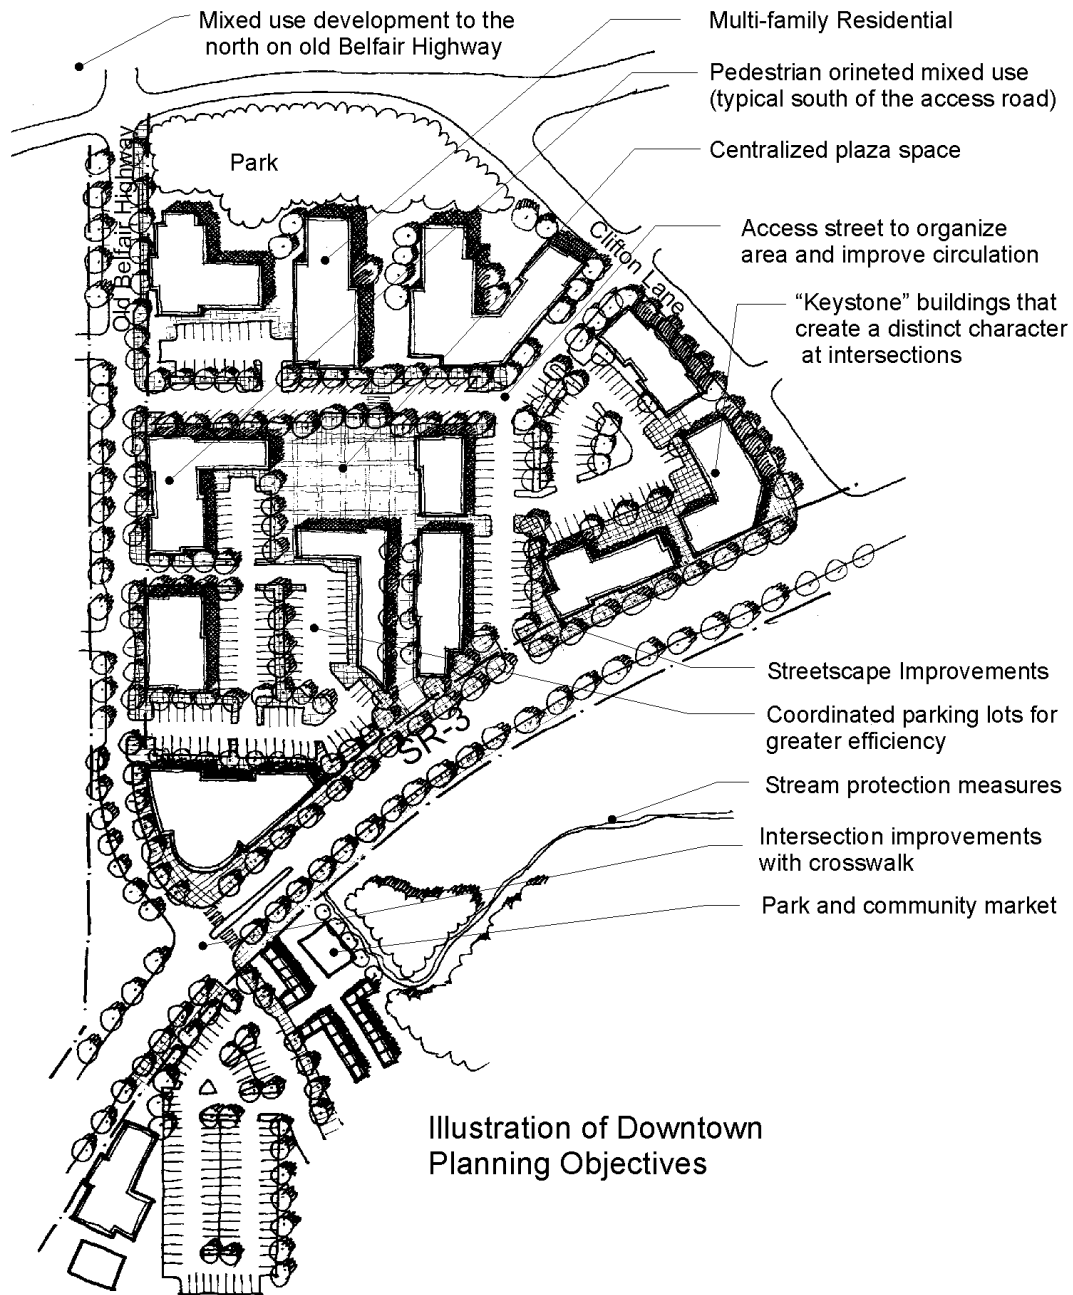 Mixed use development to the
north on old Belfair Highway
Multi-family Residential
Pedestrian orineted mixed use
(typical south of the access road)
Centralized plaza space
Access street to organize
area and improve circulation
“Keystone” buildings that
create a distinct character
at intersections
Park
Old Belfair Highway
Clifton Lane
SR-3
Streetscape Improvements
Coordinated parking lots for
greater efficiency
Stream protection measures
Intersection improvements
with crosswalk
Park and community market
Illustration of Downtown
Planning Objectives